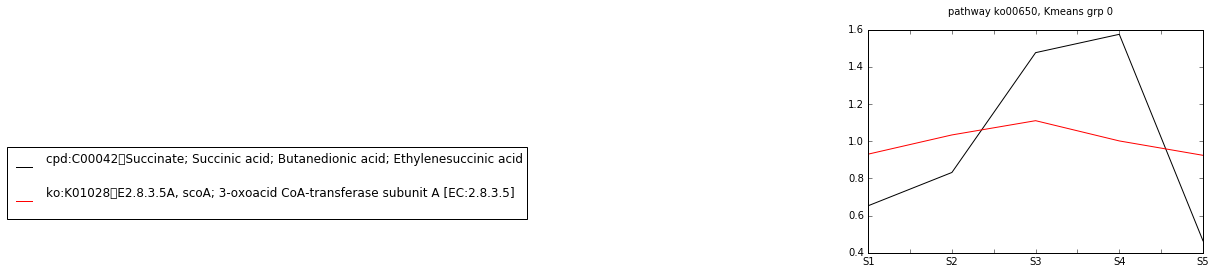 pathway ko00650, Kmeans grp 0
1.6
1.4
1.2
1.0
0.8
0.6
0.4
S1 S2 S3 S4 S5
cpd:C00042▯Succinate; Succinic acid; Butanedionic acid; Ethylenesuccinic acid
ko:K01028▯E2.8.3.5A, scoA; 3-oxoacid CoA-transferase subunit A [EC:2.8.3.5]